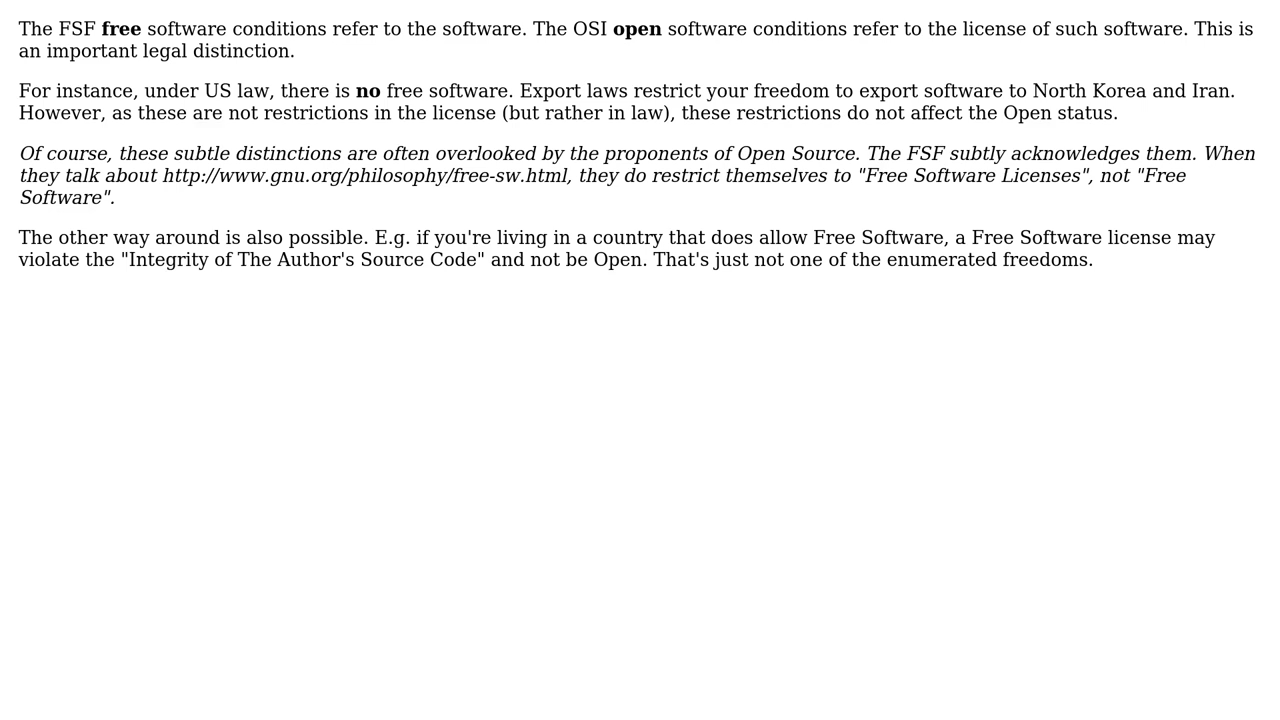 The FSF free software conditions refer to the software. The OSI open software conditions refer to the license of such software. This is
an important legal distinction.
For instance, under US law, there is no free software. Export laws restrict your freedom to export software to North Korea and Iran.
However, as these are not restrictions in the license (but rather in law), these restrictions do not affect the Open status.
Of course, these subtle distinctions are often overlooked by the proponents of Open Source. The FSF subtly acknowledges them. When
they talk about http://www.gnu.org/philosophy/free-sw.html, they do restrict themselves to "Free Software Licenses", not "Free
Software".
The other way around is also possible. E.g. if you're living in a country that does allow Free Software, a Free Software license may
violate the "Integrity of The Author's Source Code" and not be Open. That's just not one of the enumerated freedoms.